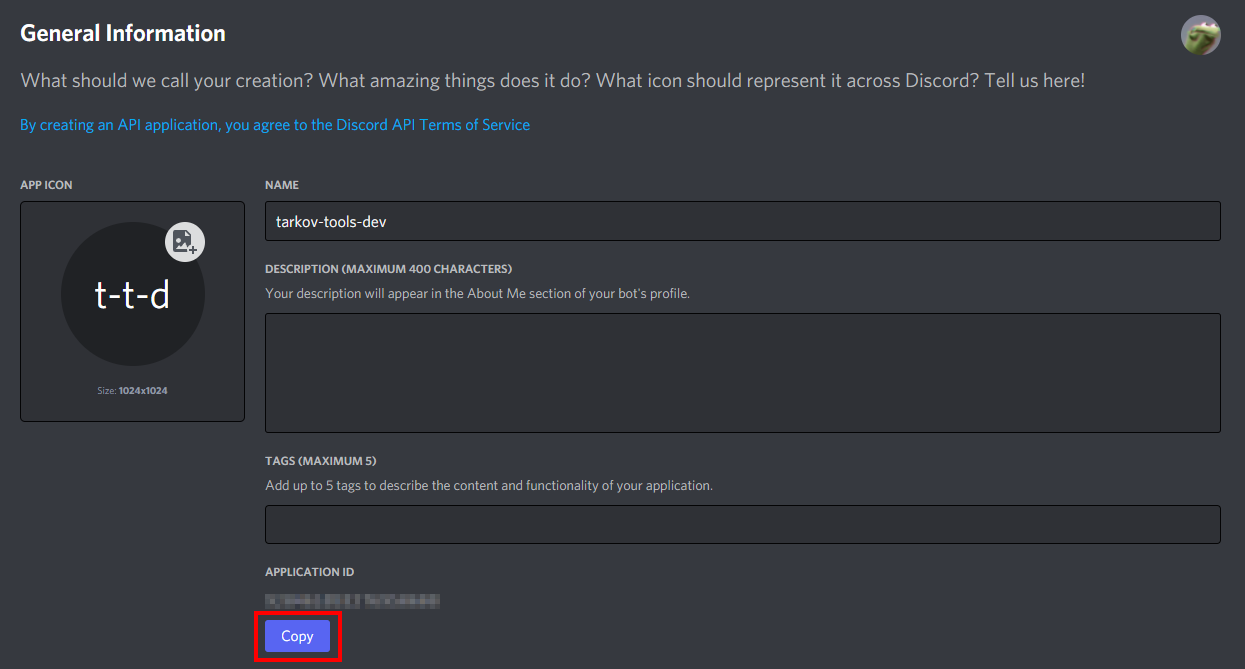 General Information
What should we call your creation? What amazing things does it do? What icon should represent it across Discord? Tell us here!
By creating an API application, you agree to the Discord API Terms of Service
APP ICON
t-t-d
Size: 1024x1024
NAME
tarkov-tools-dev
DESCRIPTION (MAXIMUM 400 CHARACTERS)
Your description will appear in the About Me section of your bot's profile.
TAGS (MAXIMUM 5)
Add up to 5 tags to describe the content and functionality of your application.
APPLICATION ID
Copy